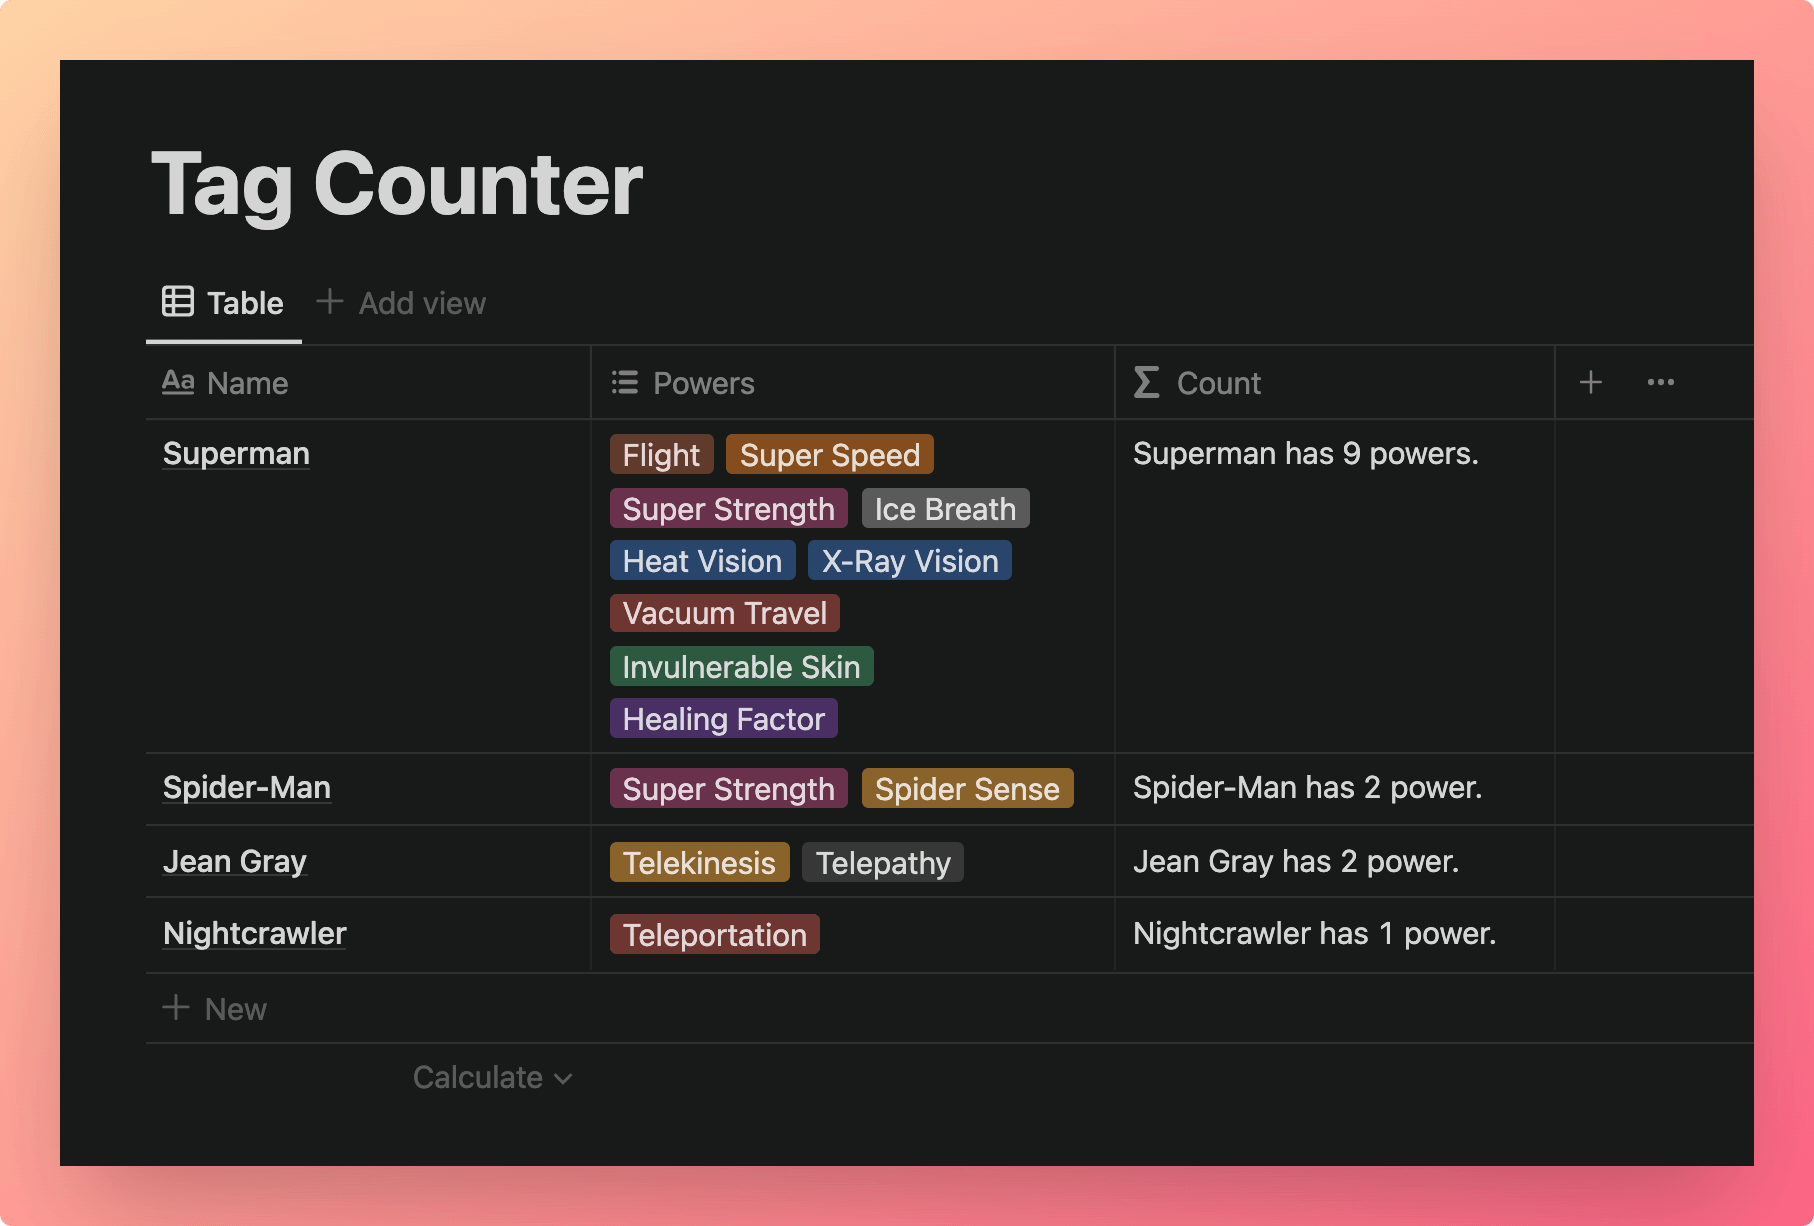 Tag Counter
Table + Add view
Aa Name Powers Σ Count + •••
Superman Flight Super Speed Superman has 9 powers.
Super Strength Ice Breath
Heat Vision X-Ray Vision
Vacuum Travel
Invulnerable Skin
Healing Factor
Spider-Man Super Strength Spider Sense Spider-Man has 2 power.
Jean Gray Telekinesis Telepathy Jean Gray has 2 power.
Nightcrawler Teleportation Nightcrawler has 1 power.
+ New
Calculate